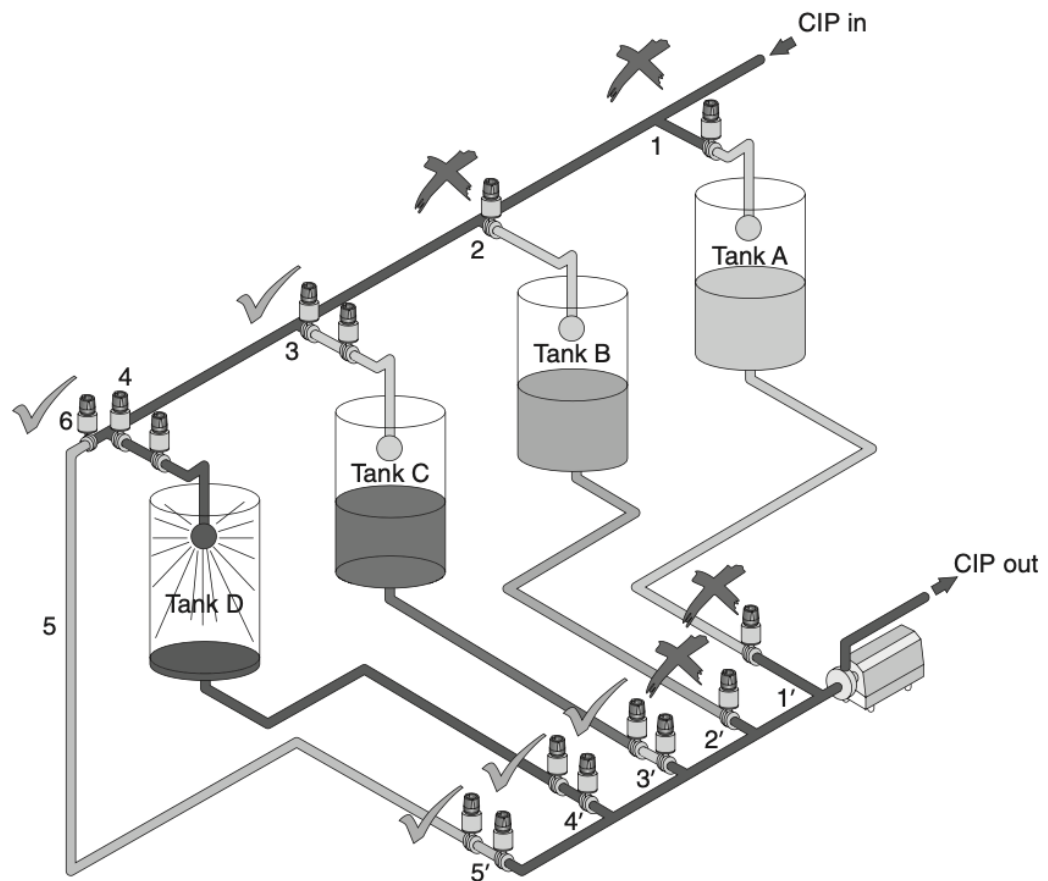 CIP in
1
2
Tank A
3
Tank B
4
6
Tank C
CIP out
Tank D
5
1′
2′
3′
4′
5′